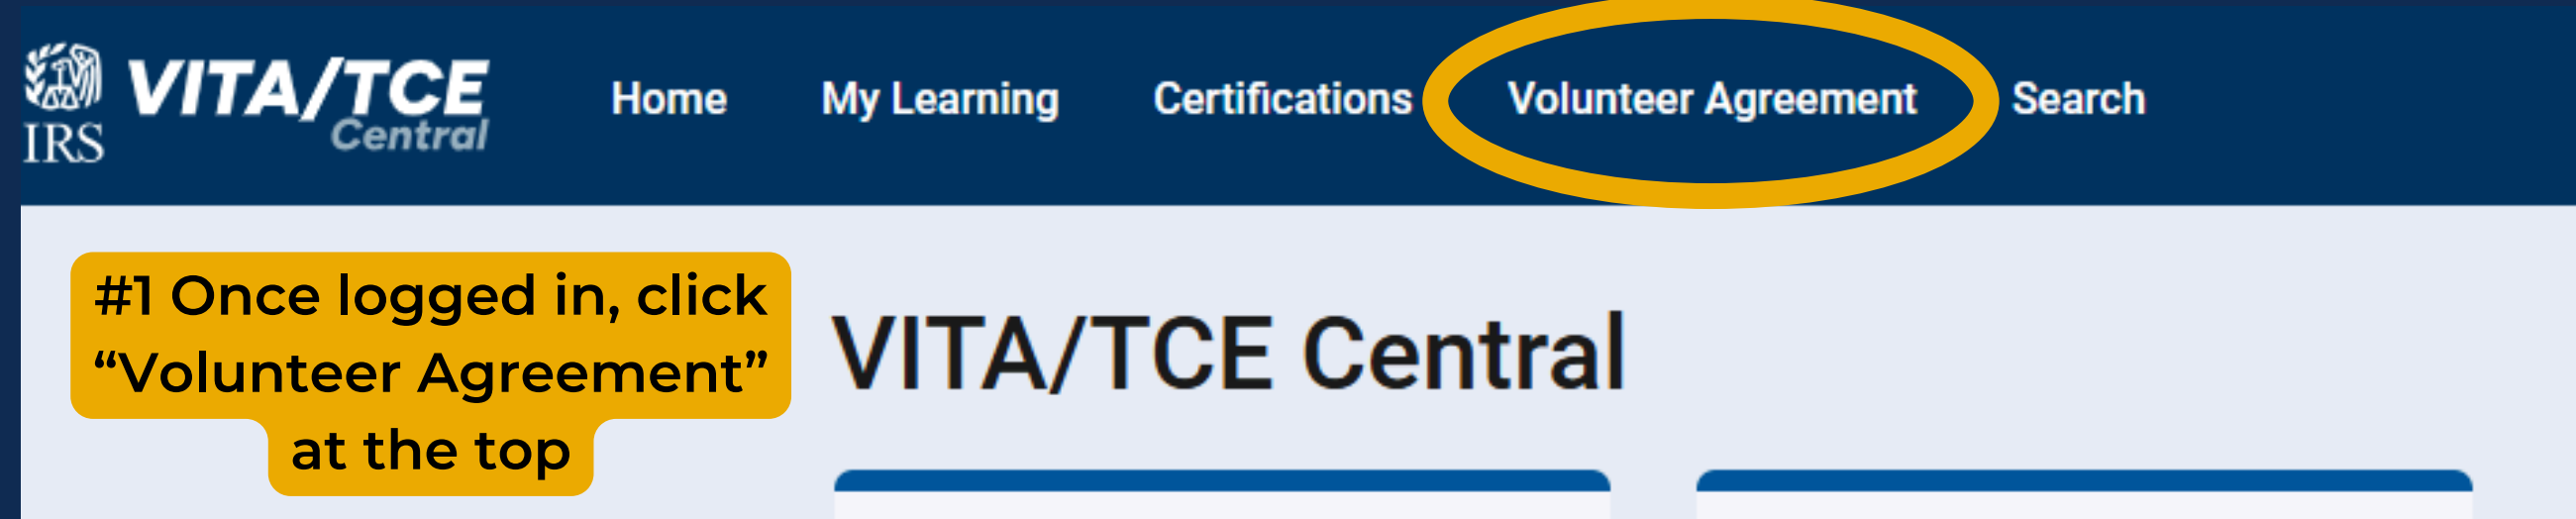 IRS
VITA/TCE
Central
Home
My Learning
Certifications
Volunteer Agreement
Search
#1 Once logged in, click
“Volunteer Agreement”
at the top
VITA/TCE Central